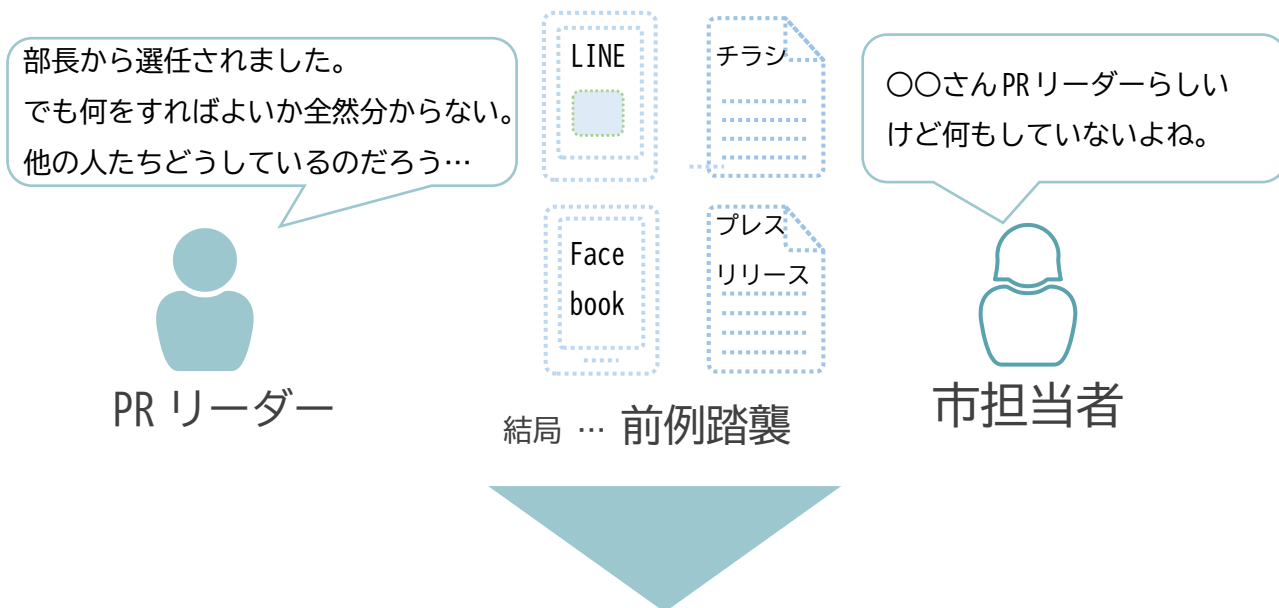 部長から選任されました。
でも何をすればよいか全然分からない。
他の人たちどうしているのだろう…
LINE
チラシ
〇〇さんPRリーダーらしい
けど何もしていないよね。
Face
book
プレス
リリース
PRリーダー
結局 … 前例踏襲
市担当者